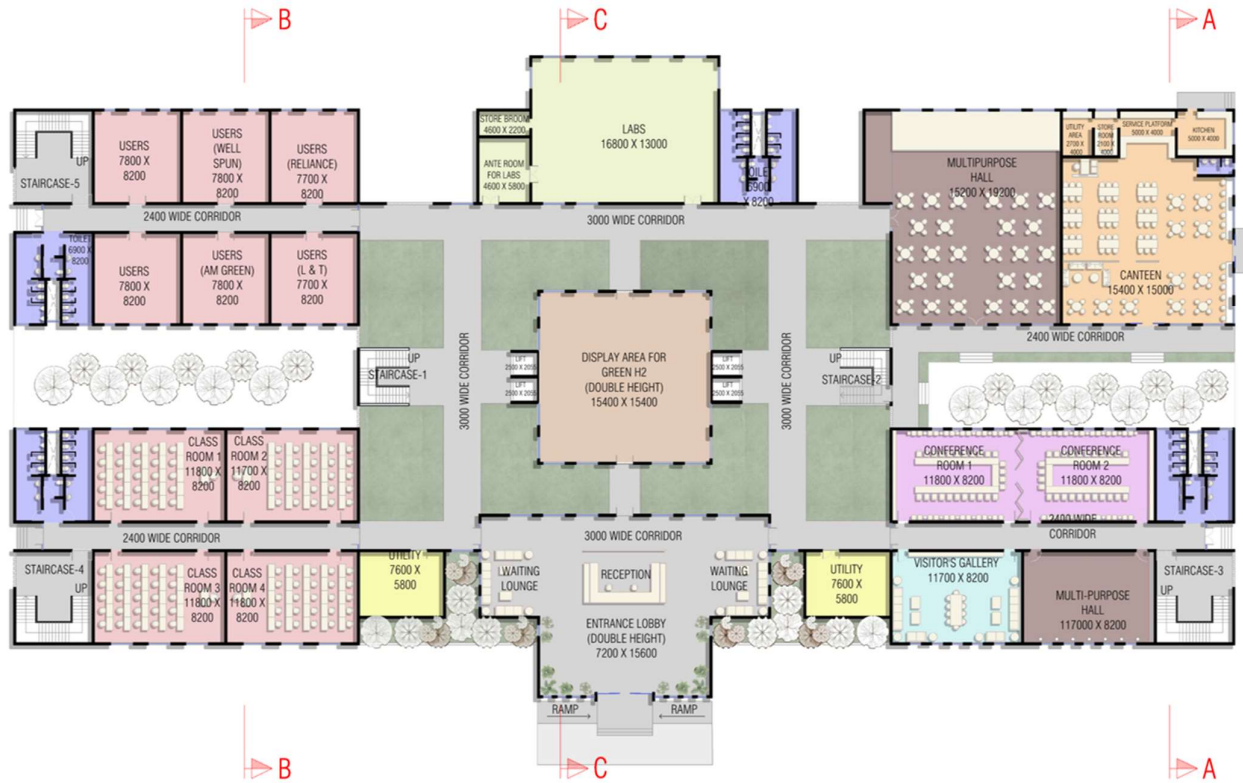 B
C
A
STORE BROOM
4600 X 2200
ANTE ROOM
FOR LABS
4600 X 5800
LABS
16800 X 13000
TOILET
6900
X 8200
UP
STAIRCASE-5
USERS
7800 X
8200
USERS
(WELL
SPUN)
7800 X
8200
USERS
(RELIANCE)
7700 X
8200
MULTIPURPOSE
HALL
15200 X 19200
UTILITY
AREA
2700 X
4000
STORE
ROOM
2100 X
4000
SERVICE PLATFORM
5000 X 4000
KITCHEN
5000 X 4000
CANTEEN
15400 X 15000
2400 WIDE CORRIDOR
3000 WIDE CORRIDOR
TOILET
6900 X
8200
USERS
7800 X
8200
USERS
(AM GREEN)
7800 X
8200
USERS
(L & T)
7700 X
8200
2400 WIDE CORRIDOR
UP
STAIRCASE-1
3000 WIDE CORRIDOR
LIFT
2500 X 2055
LIFT
2500 X 2055
DISPLAY AREA FOR
GREEN H2
(DOUBLE HEIGHT)
15400 X 15400
LIFT
2500 X 2055
LIFT
2500 X 2055
3000 WIDE CORRIDOR
UP
STAIRCASE-2
CLASS
ROOM 1
11800 X
8200
CLASS
ROOM 2
11700 X
8200
CONFERENCE
ROOM 1
11800 X 8200
CONFERENCE
ROOM 2
11800 X 8200
2400 WIDE CORRIDOR
3000 WIDE CORRIDOR
2400 WIDE
CORRIDOR
STAIRCASE-4
UP
CLASS
ROOM 3
11800 X
8200
CLASS
ROOM 4
11800 X
8200
UTILITY
7600 X
5800
WAITING
LOUNGE
RECEPTION
WAITING
LOUNGE
ENTRANCE LOBBY
(DOUBLE HEIGHT)
7200 X 15600
UTILITY
7600 X
5800
VISITOR'S GALLERY
11700 X 8200
MULTI-PURPOSE
HALL
117000 X 8200
STAIRCASE-3
UP
RAMP
RAMP
B
C
A